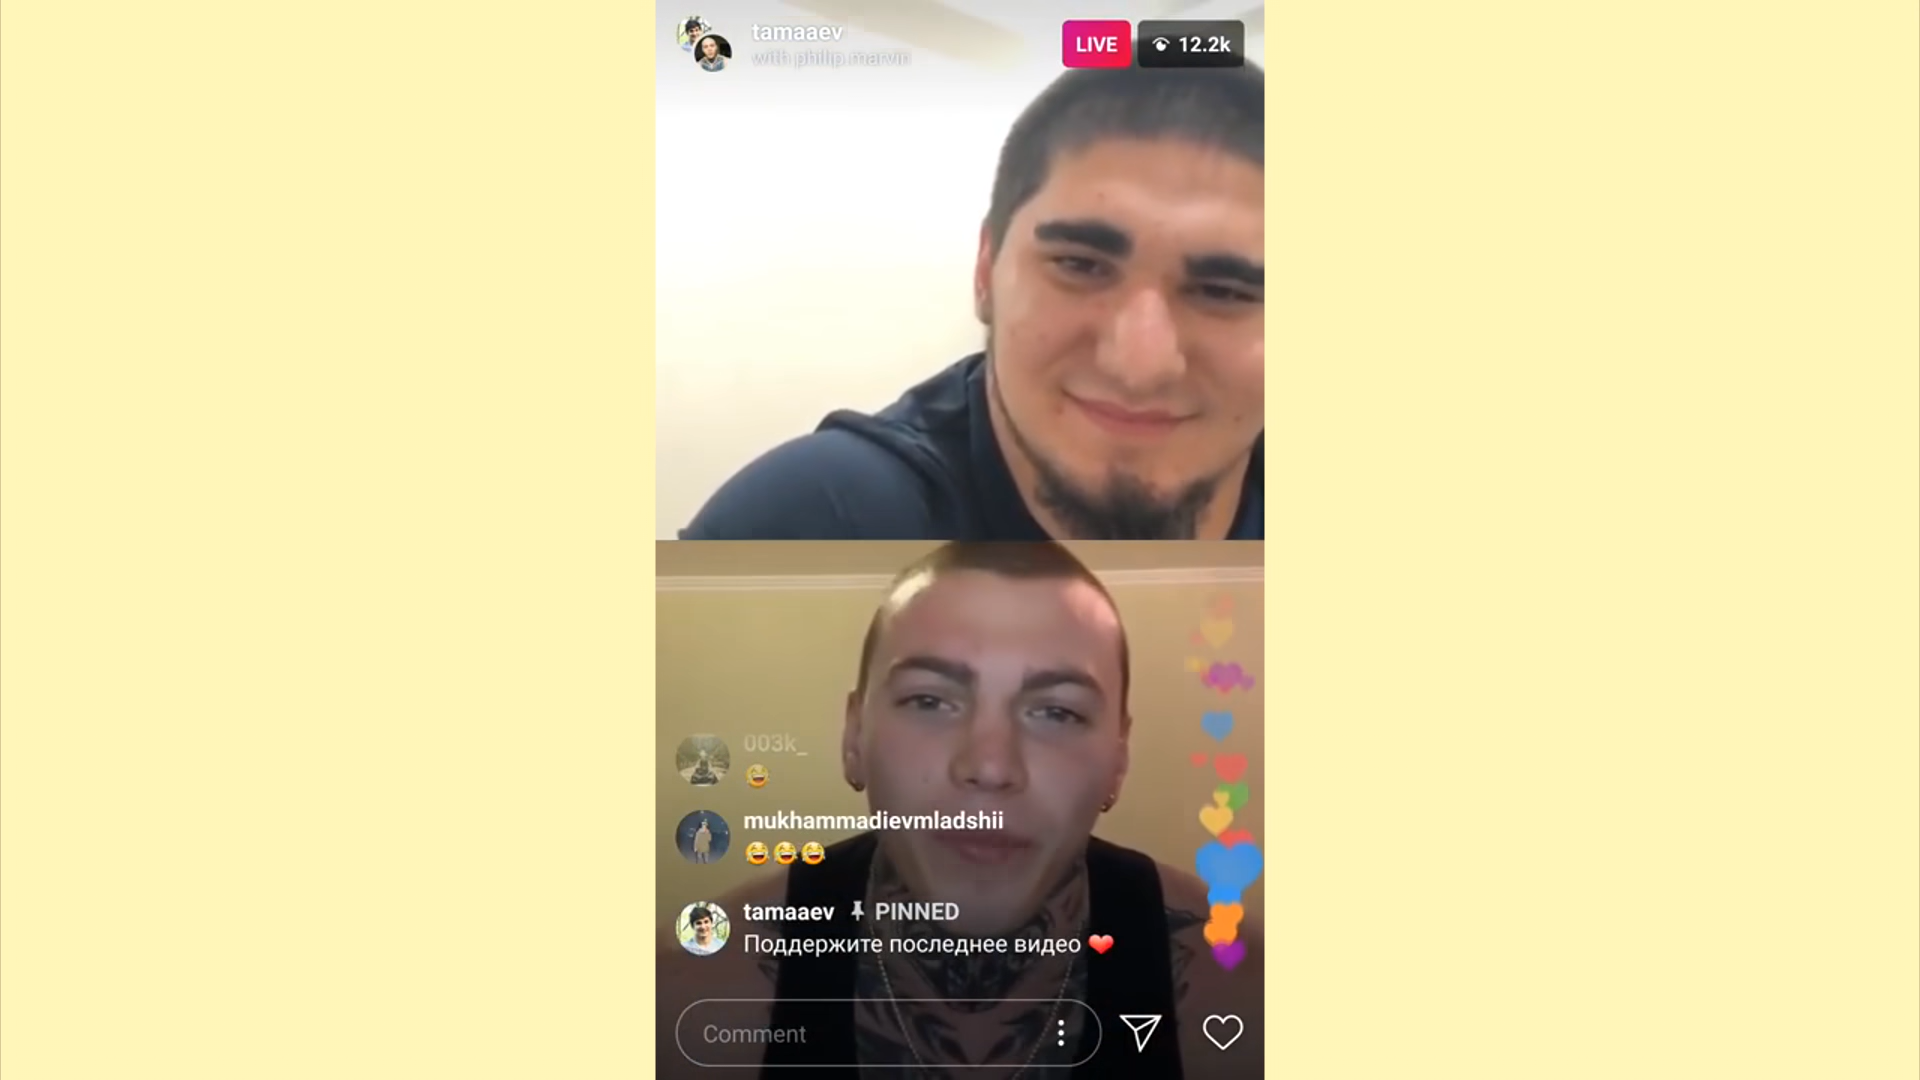 tamaaev
with philip.marvin
LIVE
12.2k
003k_
😂
mukhammadievmladshii
😂😂😂
tamaaev PINNED
Поддержите последнее видео ❤️
Comment